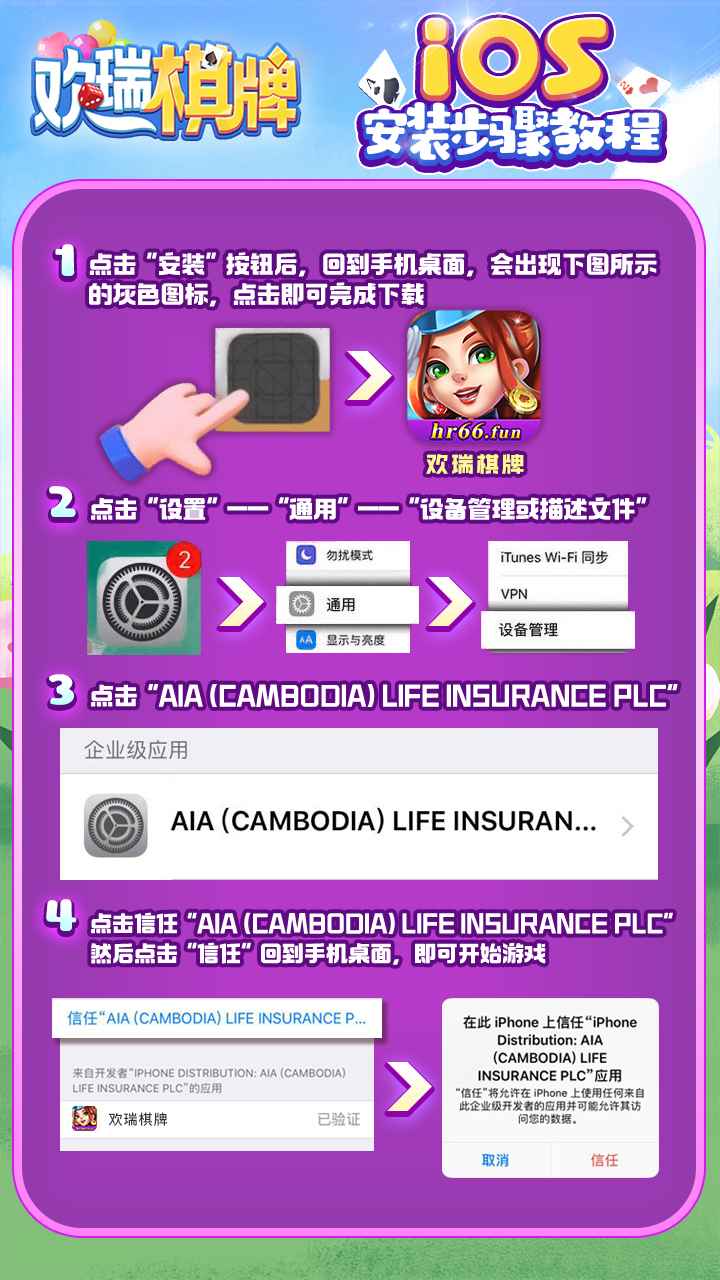 欢瑞棋牌
iOS
安装步骤教程
1 点击“安装”按钮后，回到手机桌面，会出现下图所示
的灰色图标，点击即可完成下载
hr66.fun
欢瑞棋牌
2 点击“设置”——“通用”——“设备管理或描述文件”
2
勿扰模式
通用
AA 显示与亮度
iTunes Wi-Fi 同步
VPN
设备管理
3 点击“AIA (CAMBODIA) LIFE INSURANCE PLC”
企业级应用
AIA (CAMBODIA) LIFE INSURAN...
4 点击信任“AIA (CAMBODIA) LIFE INSURANCE PLC”
然后点击“信任”回到手机桌面，即可开始游戏
信任“AIA (CAMBODIA) LIFE INSURANCE P...
来自开发者“IPHONE DISTRIBUTION: AIA (CAMBODIA)
LIFE INSURANCE PLC”的应用
欢瑞棋牌 已验证
在此 iPhone 上信任“iPhone
Distribution: AIA
(CAMBODIA) LIFE
INSURANCE PLC”应用
“信任”将允许在 iPhone 上使用任何来自
此企业级开发者的应用并可能允许其访
问您的数据。
取消 信任